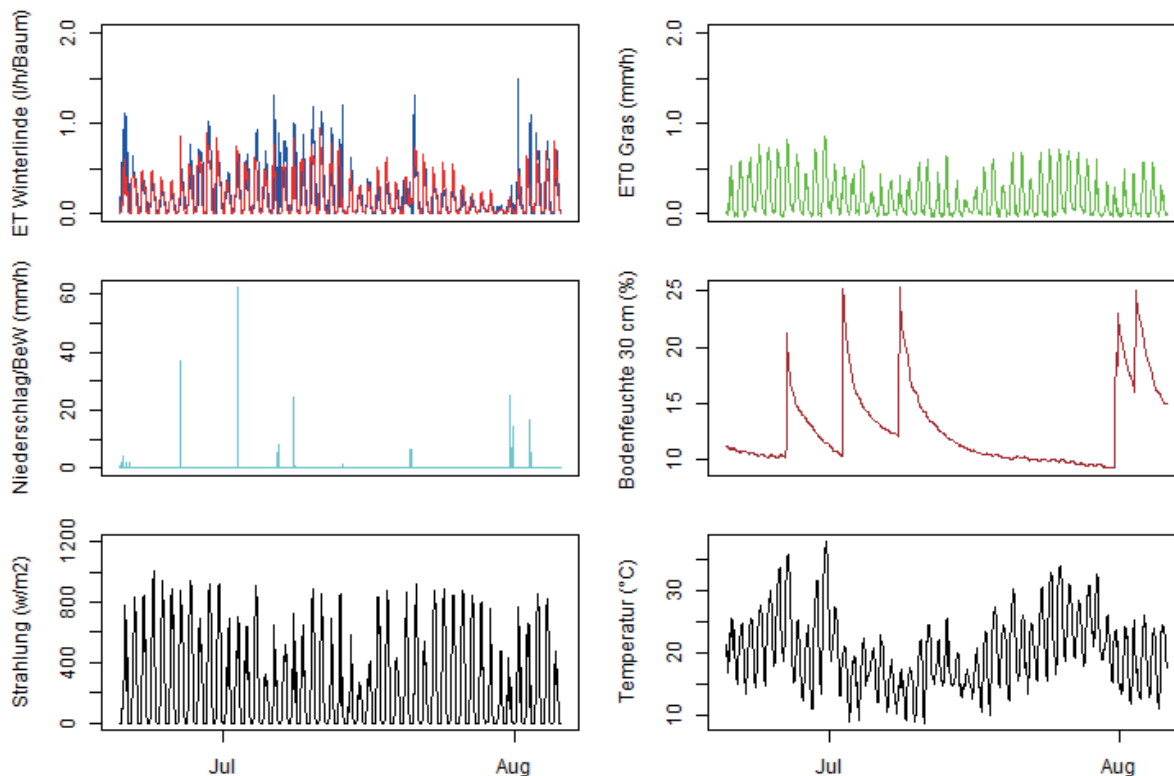 ET Winterlinde (l/h/Baum)
2.0
1.0
0.0
ET0 Gras (mm/h)
2.0
1.0
0.0
Niederschlag/BeW (mm/h)
60
40
20
0
Bodenfeuchte 30 cm (%)
25
20
15
10
Strahlung (w/m2)
1200
800
400
0
Jul
Aug
Temperatur (°C)
30
20
10
Jul
Aug